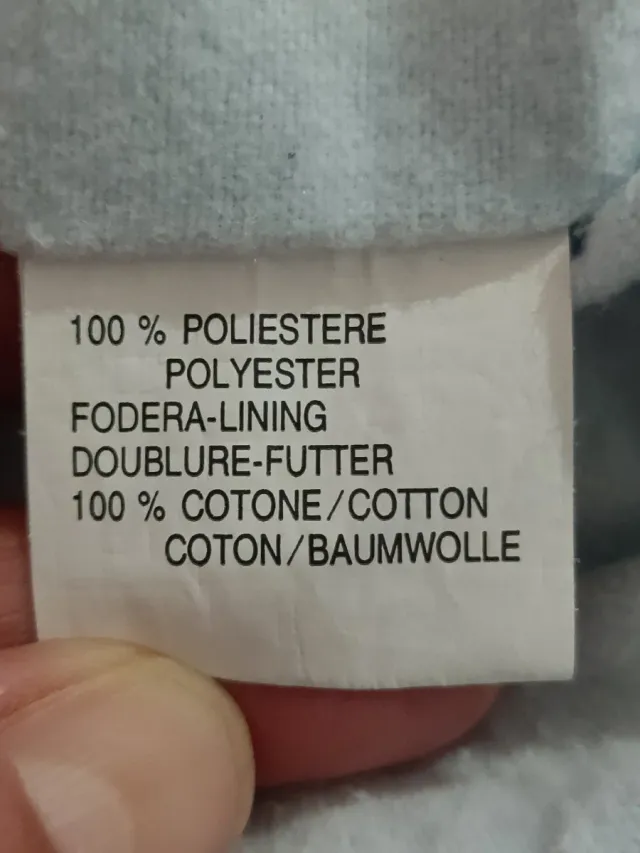 100 % POLIESTERE
POLYESTER
FODERA-LINING
DOUBLURE-FUTTER
100 % COTONE/COTTON
COTON/BAUMWOLLE